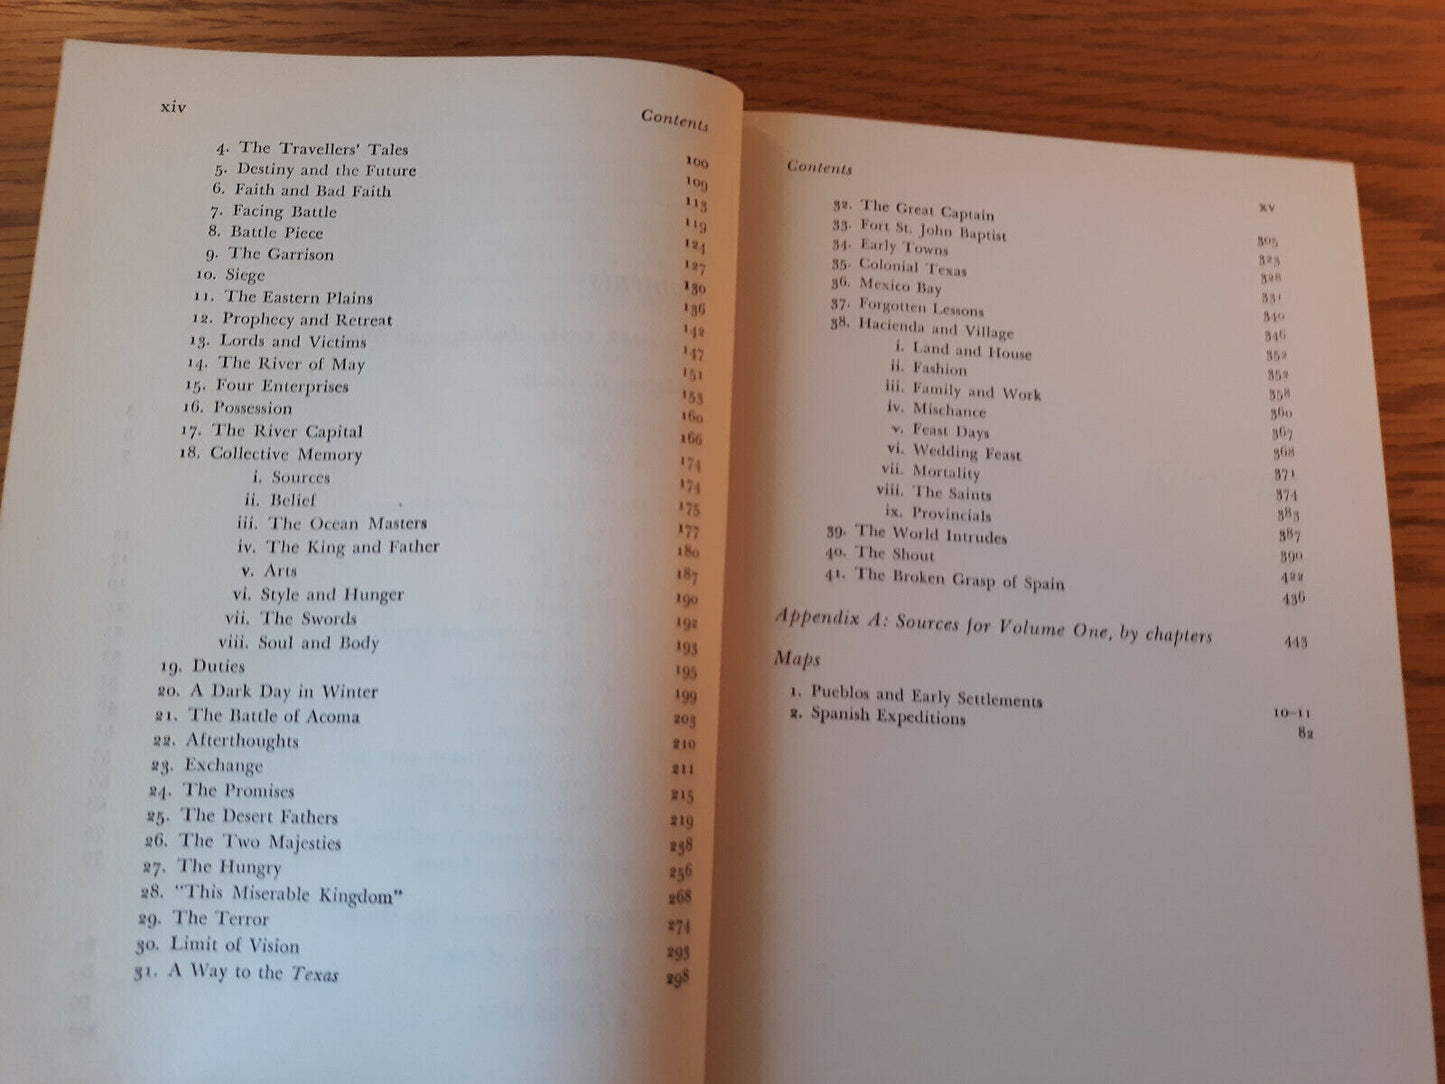 xiv Contents
4. The Travellers' Tales 100
5. Destiny and the Future 109
6. Faith and Bad Faith 113
7. Facing Battle 119
8. Battle Piece 124
9. The Garrison 127
10. Siege 130
11. The Eastern Plains 136
12. Prophecy and Retreat 142
13. Lords and Victims 147
14. The River of May 151
15. Four Enterprises 153
16. Possession 160
17. The River Capital 166
18. Collective Memory 174
i. Sources 174
ii. Belief 175
iii. The Ocean Masters 177
iv. The King and Father 180
v. Arts 187
vi. Style and Hunger 190
vii. The Swords 192
viii. Soul and Body 193
19. Duties 195
20. A Dark Day in Winter 199
21. The Battle of Acoma 203
22. Afterthoughts 210
23. Exchange 211
24. The Promises 215
25. The Desert Fathers 219
26. The Two Majesties 238
27. The Hungry 256
28. "This Miserable Kingdom" 268
29. The Terror 274
30. Limit of Vision 293
31. A Way to the Texas 298
Contents xv
32. The Great Captain 305
33. Fort St. John Baptist 323
34. Early Towns 328
35. Colonial Texas 331
36. Mexico Bay 340
37. Forgotten Lessons 346
38. Hacienda and Village 352
i. Land and House 352
ii. Fashion 358
iii. Family and Work 360
iv. Mischance 367
v. Feast Days 368
vi. Wedding Feast 371
vii. Mortality 374
viii. The Saints 383
ix. Provincials 387
39. The World Intrudes 390
40. The Shout 422
41. The Broken Grasp of Spain 436
Appendix A: Sources for Volume One, by chapters 443
Maps
1. Pueblos and Early Settlements 10–11
2. Spanish Expeditions 82